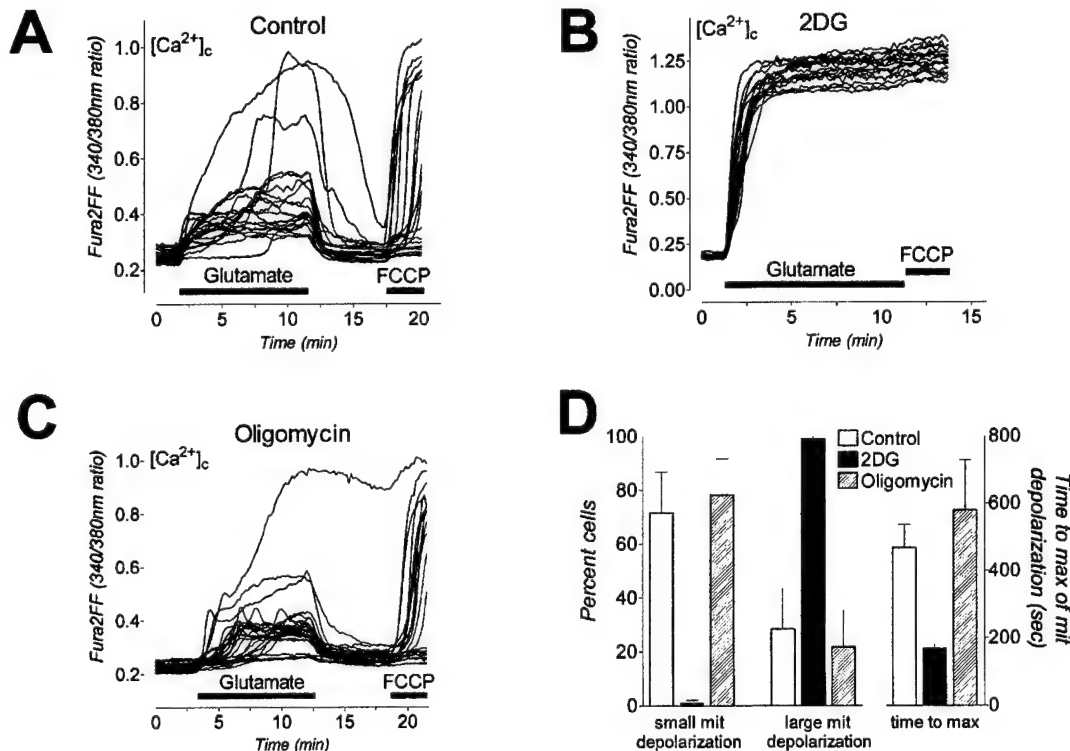 A
Control
[Ca²⁺]c
Fura2FF (340/380nm ratio)
1.0
0.8
0.6
0.4
0.2
Glutamate
FCCP
0 5 10 15 20
Time (min)
B
2DG
[Ca²⁺]c
Fura2FF (340/380nm ratio)
1.25
1.00
0.75
0.50
0.25
0.00
Glutamate
FCCP
0 5 10 15
Time (min)
C
Oligomycin
[Ca²⁺]c
Fura2FF (340/380nm ratio)
1.0
0.8
0.6
0.4
0.2
Glutamate
FCCP
0 5 10 15 20
Time (min)
D
Percent cells
100
80
60
40
20
0
Control
2DG
Oligomycin
800
600
400
200
0
Time to max of mit
depolarization (sec)
small mit
depolarization
large mit
depolarization
time to max